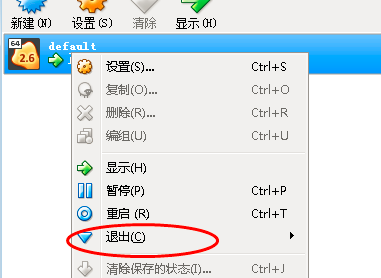 新建(N) 设置(S) 清除 显示(H)
64
2.6
default
设置(S)... Ctrl+S
复制(O)... Ctrl+O
删除(R)... Ctrl+R
编组(U) Ctrl+U
显示(H)
暂停(P) Ctrl+P
重启 (R) Ctrl+T
退出(C)
清除保存的状态(I)... Ctrl+J